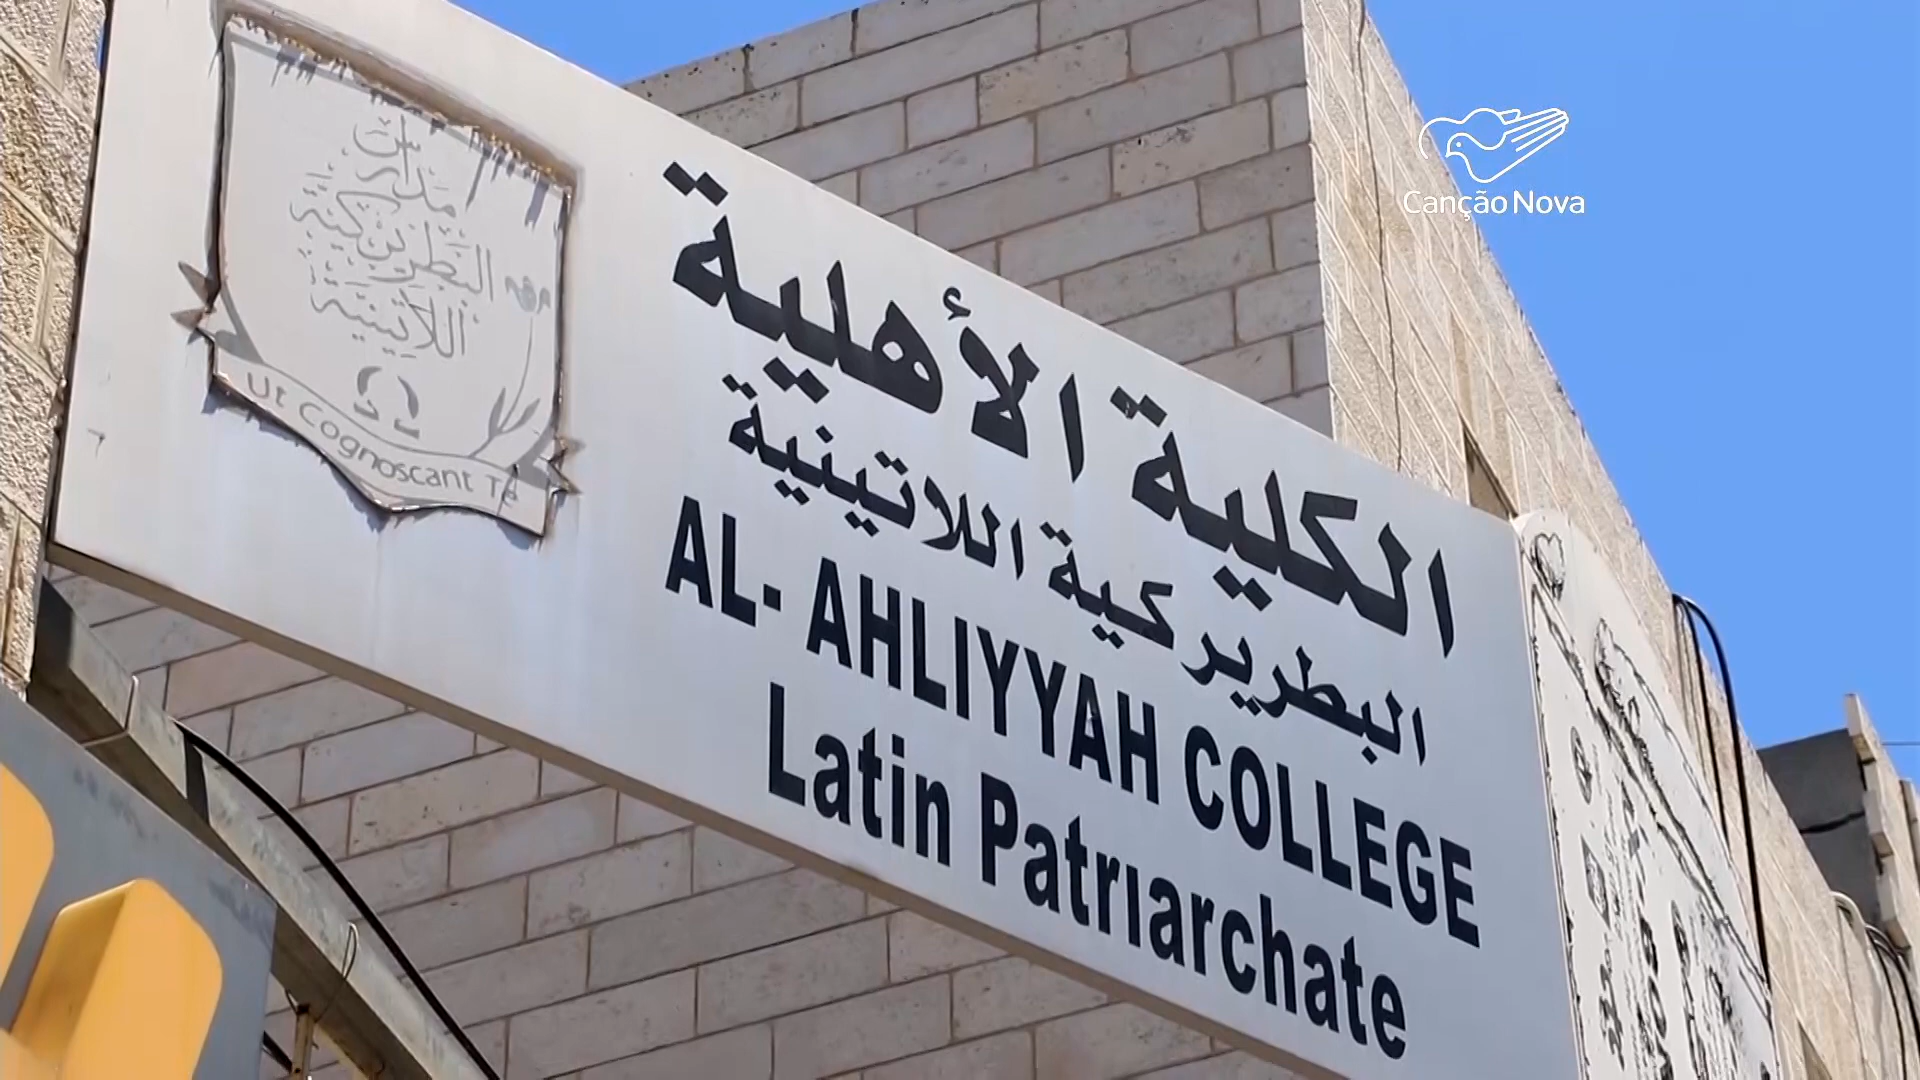 مدارس
البطريركية
اللاتينية
Ut Cognoscant Te
الكلية الأهلية
البطريركية اللاتينية
AL- AHLIYYAH COLLEGE
Latin Patriarchate
Canção Nova